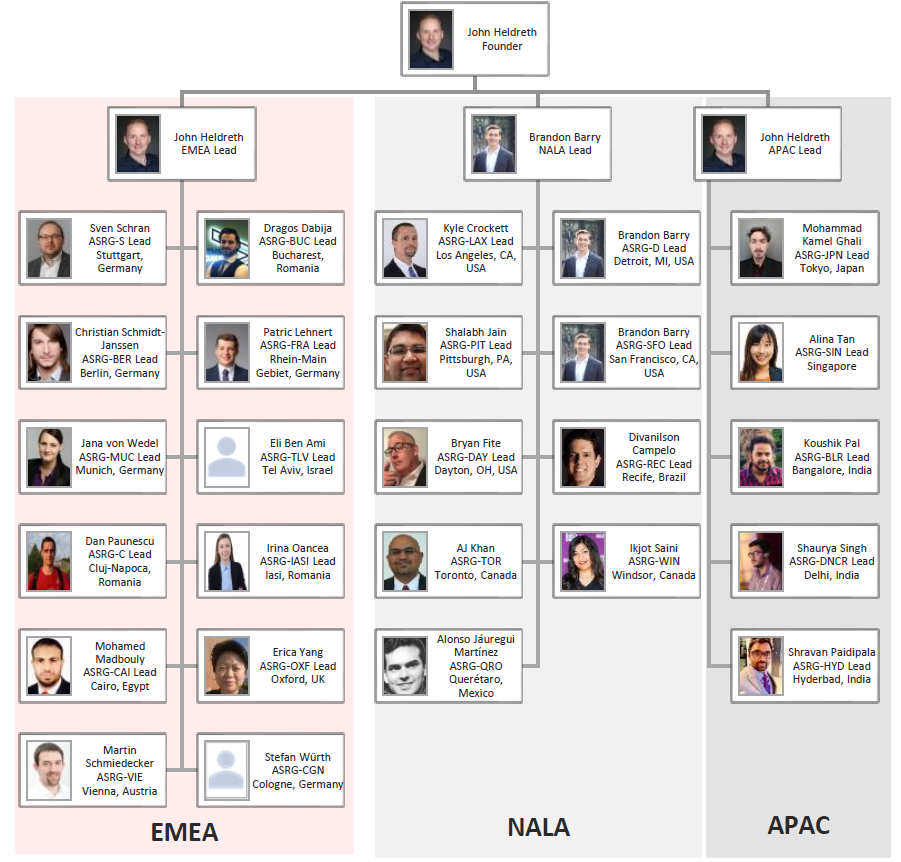 John Heldreth
Founder
John Heldreth
EMEA Lead
Brandon Barry
NALA Lead
John Heldreth
APAC Lead
Sven Schran
ASRG-S Lead
Stuttgart,
Germany
Dragos Dabija
ASRG-BUC Lead
Bucharest,
Romania
Christian Schmidt-
Janssen
ASRG-BER Lead
Berlin, Germany
Patric Lehnert
ASRG-FRA Lead
Rhein-Main
Gebiet, Germany
Jana von Wedel
ASRG-MUC Lead
Munich, Germany
Eli Ben Ami
ASRG-TLV Lead
Tel Aviv, Israel
Dan Paunescu
ASRG-C Lead
Cluj-Napoca,
Romania
Irina Oancea
ASRG-IASI Lead
Iasi, Romania
Mohamed
Madbouly
ASRG-CAI Lead
Cairo, Egypt
Erica Yang
ASRG-OXF Lead
Oxford, UK
Martin
Schmiedecker
ASRG-VIE
Vienna, Austria
Stefan Würth
ASRG-CGN
Cologne, Germany
EMEA
Kyle Crockett
ASRG-LAX Lead
Los Angeles, CA,
USA
Brandon Barry
ASRG-D Lead
Detroit, MI, USA
Shalabh Jain
ASRG-PIT Lead
Pittsburgh, PA,
USA
Brandon Barry
ASRG-SFO Lead
San Francisco, CA,
USA
Bryan Fite
ASRG-DAY Lead
Dayton, OH, USA
Divanilson
Campelo
ASRG-REC Lead
Recife, Brazil
AJ Khan
ASRG-TOR
Toronto, Canada
Ikjot Saini
ASRG-WIN
Windsor, Canada
Alonso Jáuregui
Martínez
ASRG-QRO
Querétaro,
Mexico
NALA
Mohammad
Kamel Ghali
ASRG-JPN Lead
Tokyo, Japan
Alina Tan
ASRG-SIN Lead
Singapore
Koushik Pal
ASRG-BLR Lead
Bangalore, India
Shaurya Singh
ASRG-DNCR Lead
Delhi, India
Shravan Paidipala
ASRG-HYD Lead
Hyderbad, India
APAC